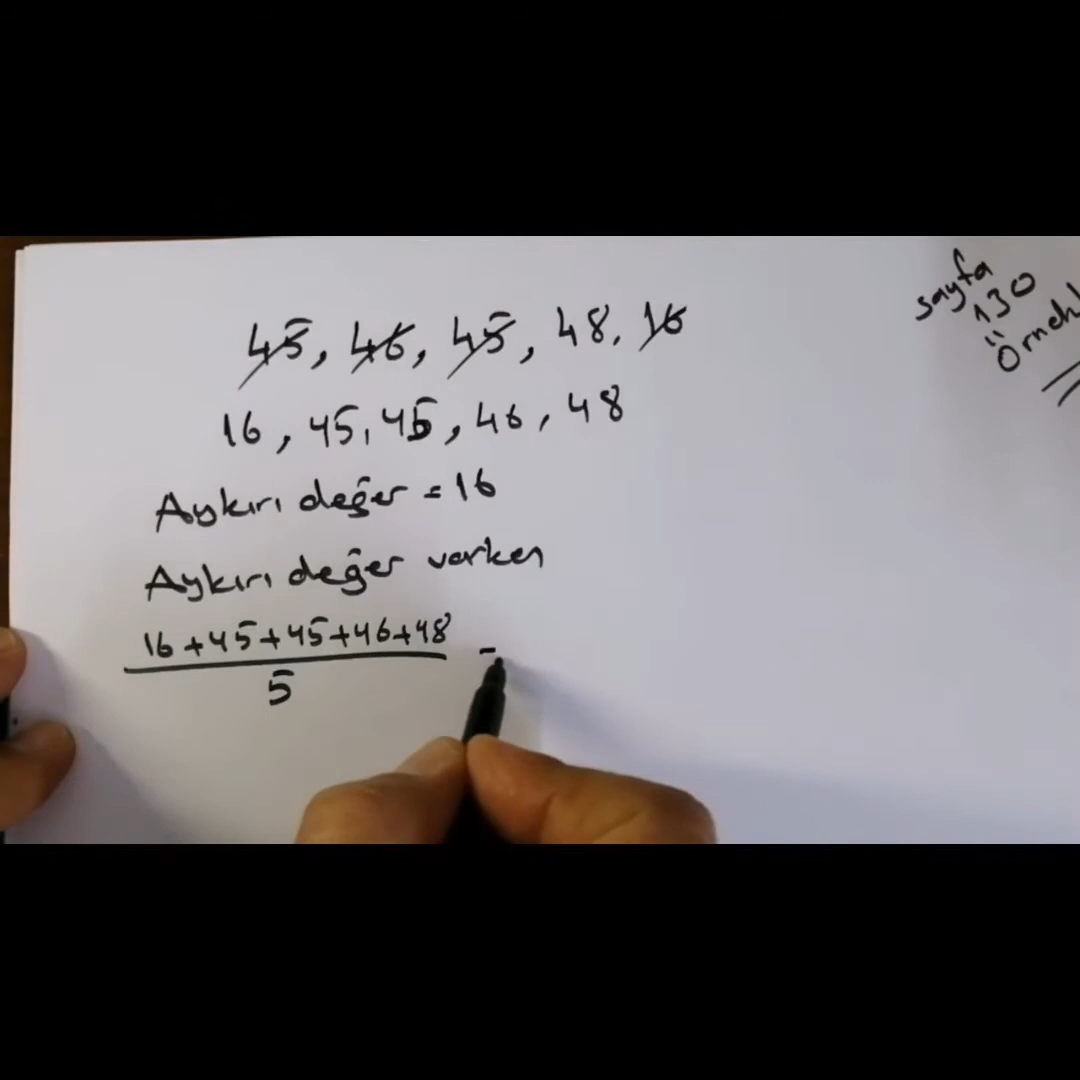 45, 46, 45, 48, 16
16, 45, 45, 46, 48
Aykırı değer = 16
Aykırı değer varken
16+45+45+46+48
5
sayfa
130
Örnek